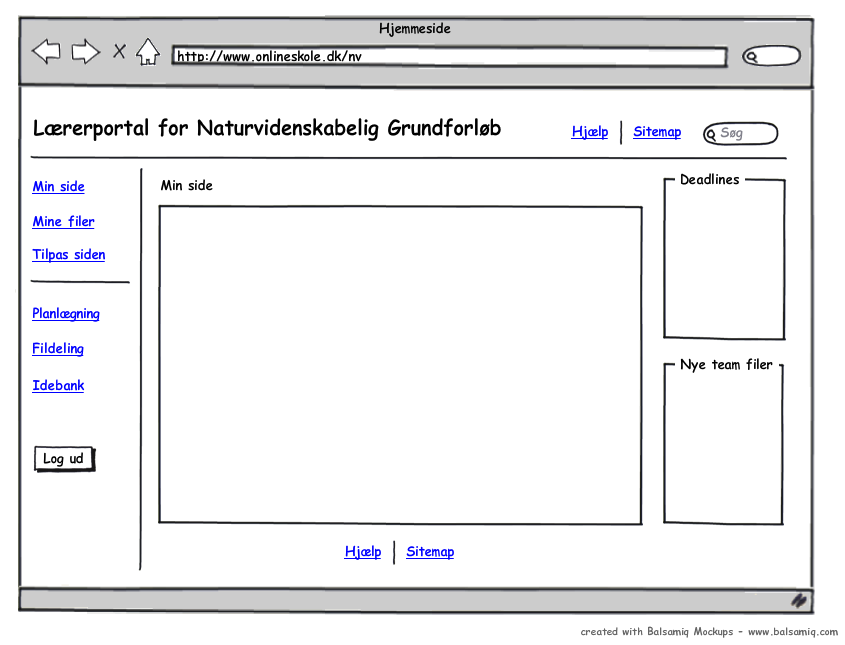 Hjemmeside
http://www.onlineskole.dk/nv
Lærerportal for Naturvidenskabelig Grundforløb
Hjælp
Sitemap
Søg
Min side
Mine filer
Tilpas siden
Planlægning
Fildeling
Idebank
Log ud
Min side
Deadlines
Nye team filer
Hjælp
Sitemap
created with Balsamiq Mockups - www.balsamiq.com